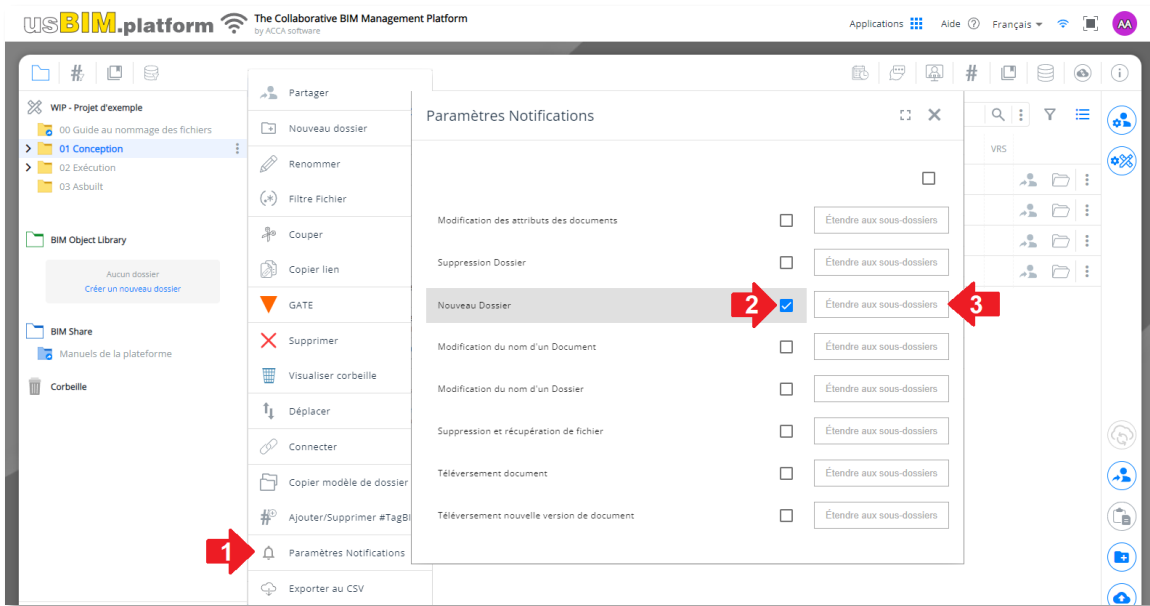 usBIM.platform
The Collaborative BIM Management Platform
by ACCA software
Applications
Aide
Français
AA
WIP - Projet d'exemple
00 Guide au nommage des fichiers
01 Conception
02 Exécution
03 Asbuilt
BIM Object Library
Aucun dossier
Créer un nouveau dossier
BIM Share
Manuels de la plateforme
Corbeille
Partager
Nouveau dossier
Renommer
Filtre Fichier
Couper
Copier lien
GATE
Supprimer
Visualiser corbeille
Déplacer
Connecter
Copier modèle de dossier
Ajouter/Supprimer #TagBI
1
Paramètres Notifications
Exporter au CSV
Paramètres Notifications
Modification des attributs des documents
Étendre aux sous-dossiers
Suppression Dossier
Étendre aux sous-dossiers
Nouveau Dossier
2
Étendre aux sous-dossiers
3
Modification du nom d'un Document
Étendre aux sous-dossiers
Modification du nom d'un Dossier
Étendre aux sous-dossiers
Suppression et récupération de fichier
Étendre aux sous-dossiers
Téléversement document
Étendre aux sous-dossiers
Téléversement nouvelle version de document
Étendre aux sous-dossiers
VRS